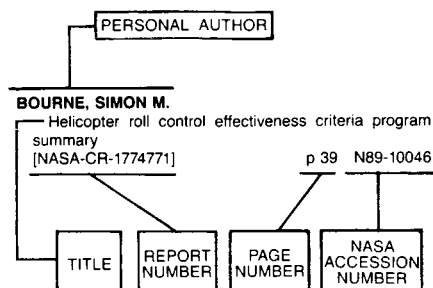 PERSONAL AUTHOR
BOURNE, SIMON M.
Helicopter roll control effectiveness criteria program
summary
[NASA-CR-1774771] p 39 N89-10046
TITLE
REPORT
NUMBER
PAGE
NUMBER
NASA
ACCESSION
NUMBER